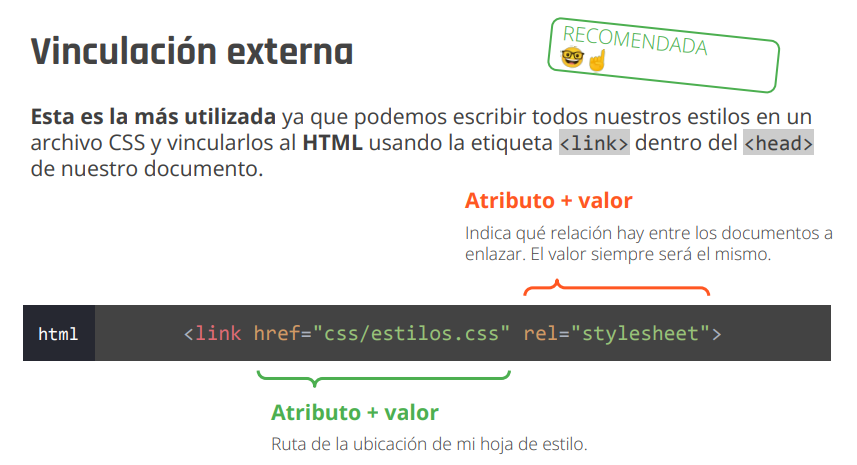 Vinculación externa
RECOMENDADA
🤓☝
Esta es la más utilizada ya que podemos escribir todos nuestros estilos en un
archivo CSS y vincularlos al HTML usando la etiqueta <link> dentro del <head>
de nuestro documento.
Atributo + valor
Indica qué relación hay entre los documentos a
enlazar. El valor siempre será el mismo.
html
<link href="css/estilos.css" rel="stylesheet">
Atributo + valor
Ruta de la ubicación de mi hoja de estilo.